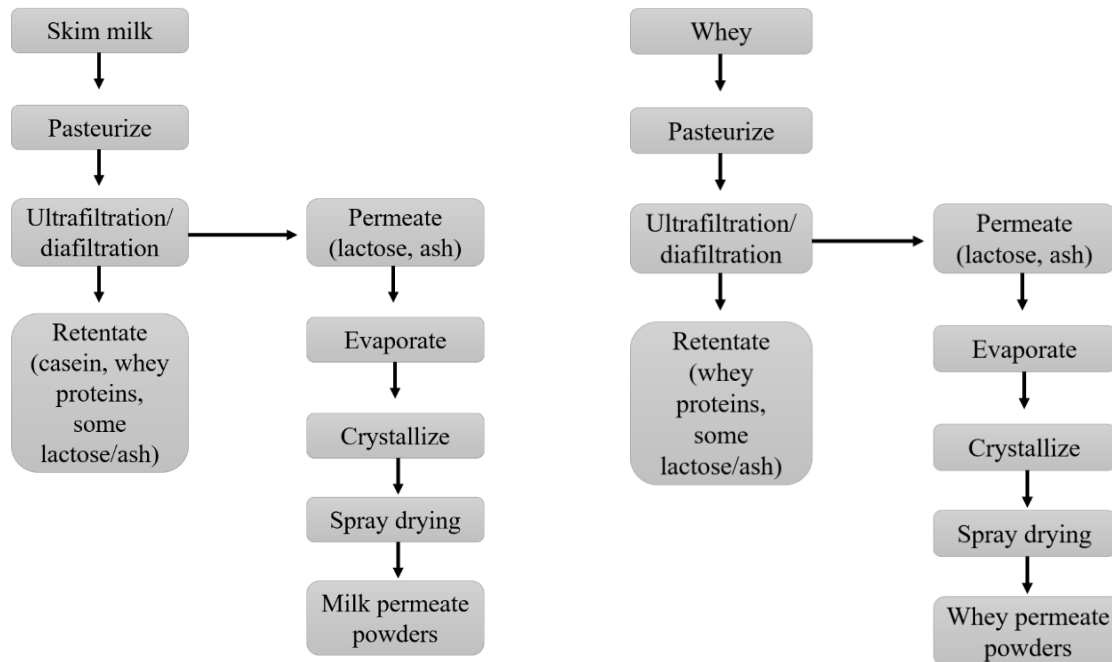 Skim milk
Pasteurize
Ultrafiltration/
diafiltration
Retentate
(casein, whey
proteins,
some
lactose/ash)
Permeate
(lactose, ash)
Evaporate
Crystallize
Spray drying
Milk permeate
powders
Whey
Pasteurize
Ultrafiltration/
diafiltration
Retentate
(whey
proteins,
some
lactose/ash)
Permeate
(lactose, ash)
Evaporate
Crystallize
Spray drying
Whey permeate
powders